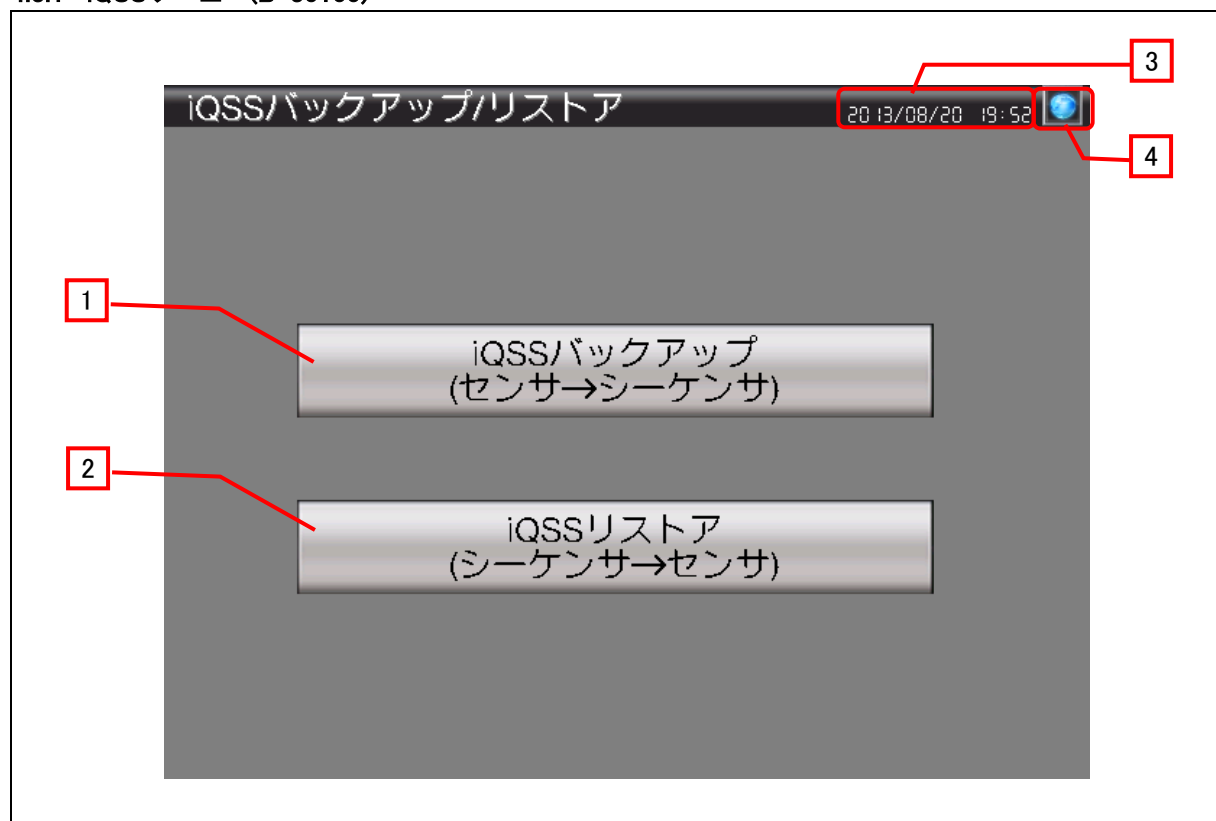 iQSSバックアップ/リストア
2013/08/20 19:52
3
4
1
iQSSバックアップ
(センサ→シーケンサ)
2
iQSSリストア
(シーケンサ→センサ)